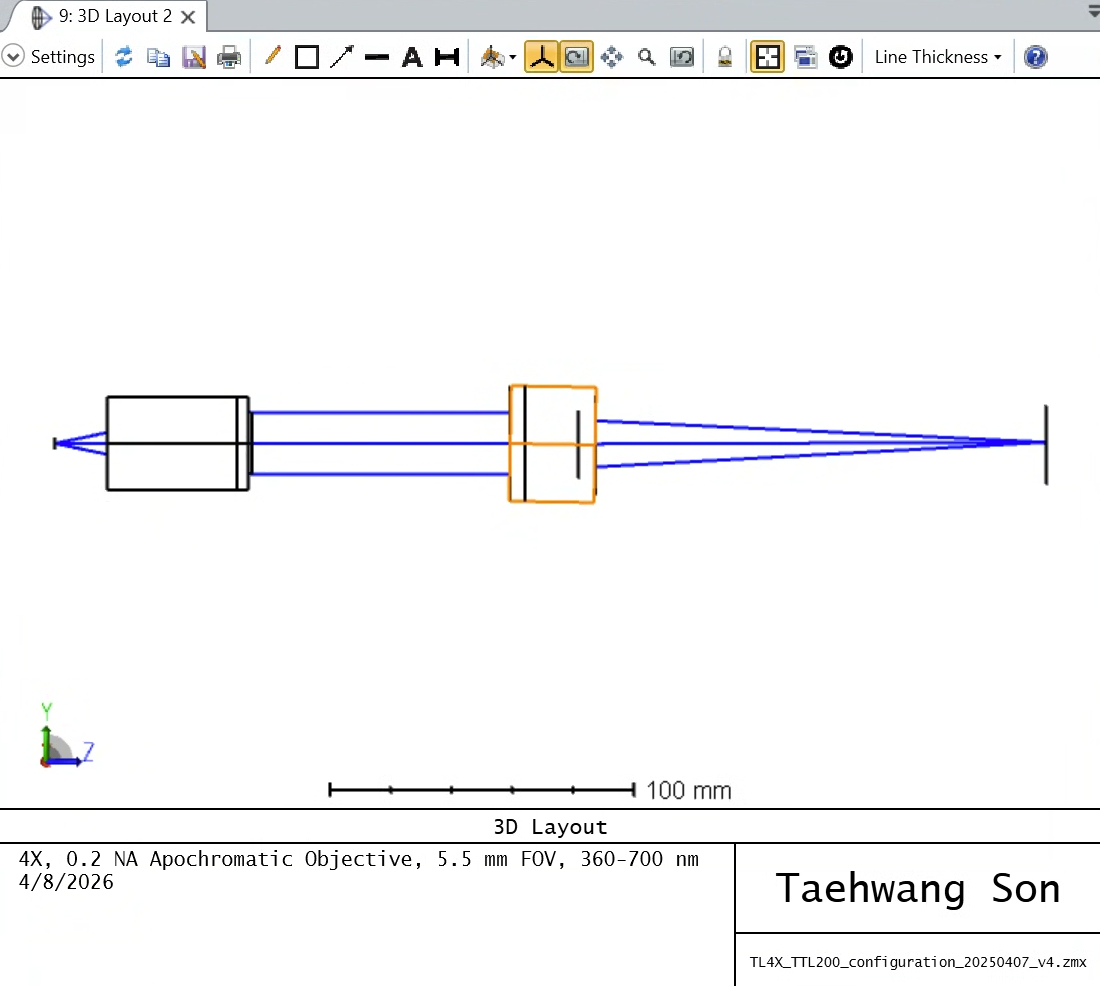 9: 3D Layout 2
Settings
A
Line Thickness
Y
Z
100 mm
3D Layout
4X, 0.2 NA Apochromatic Objective, 5.5 mm FOV, 360-700 nm
4/8/2026
Taehwang Son
TL4X_TTL200_configuration_20250407_v4.zmx